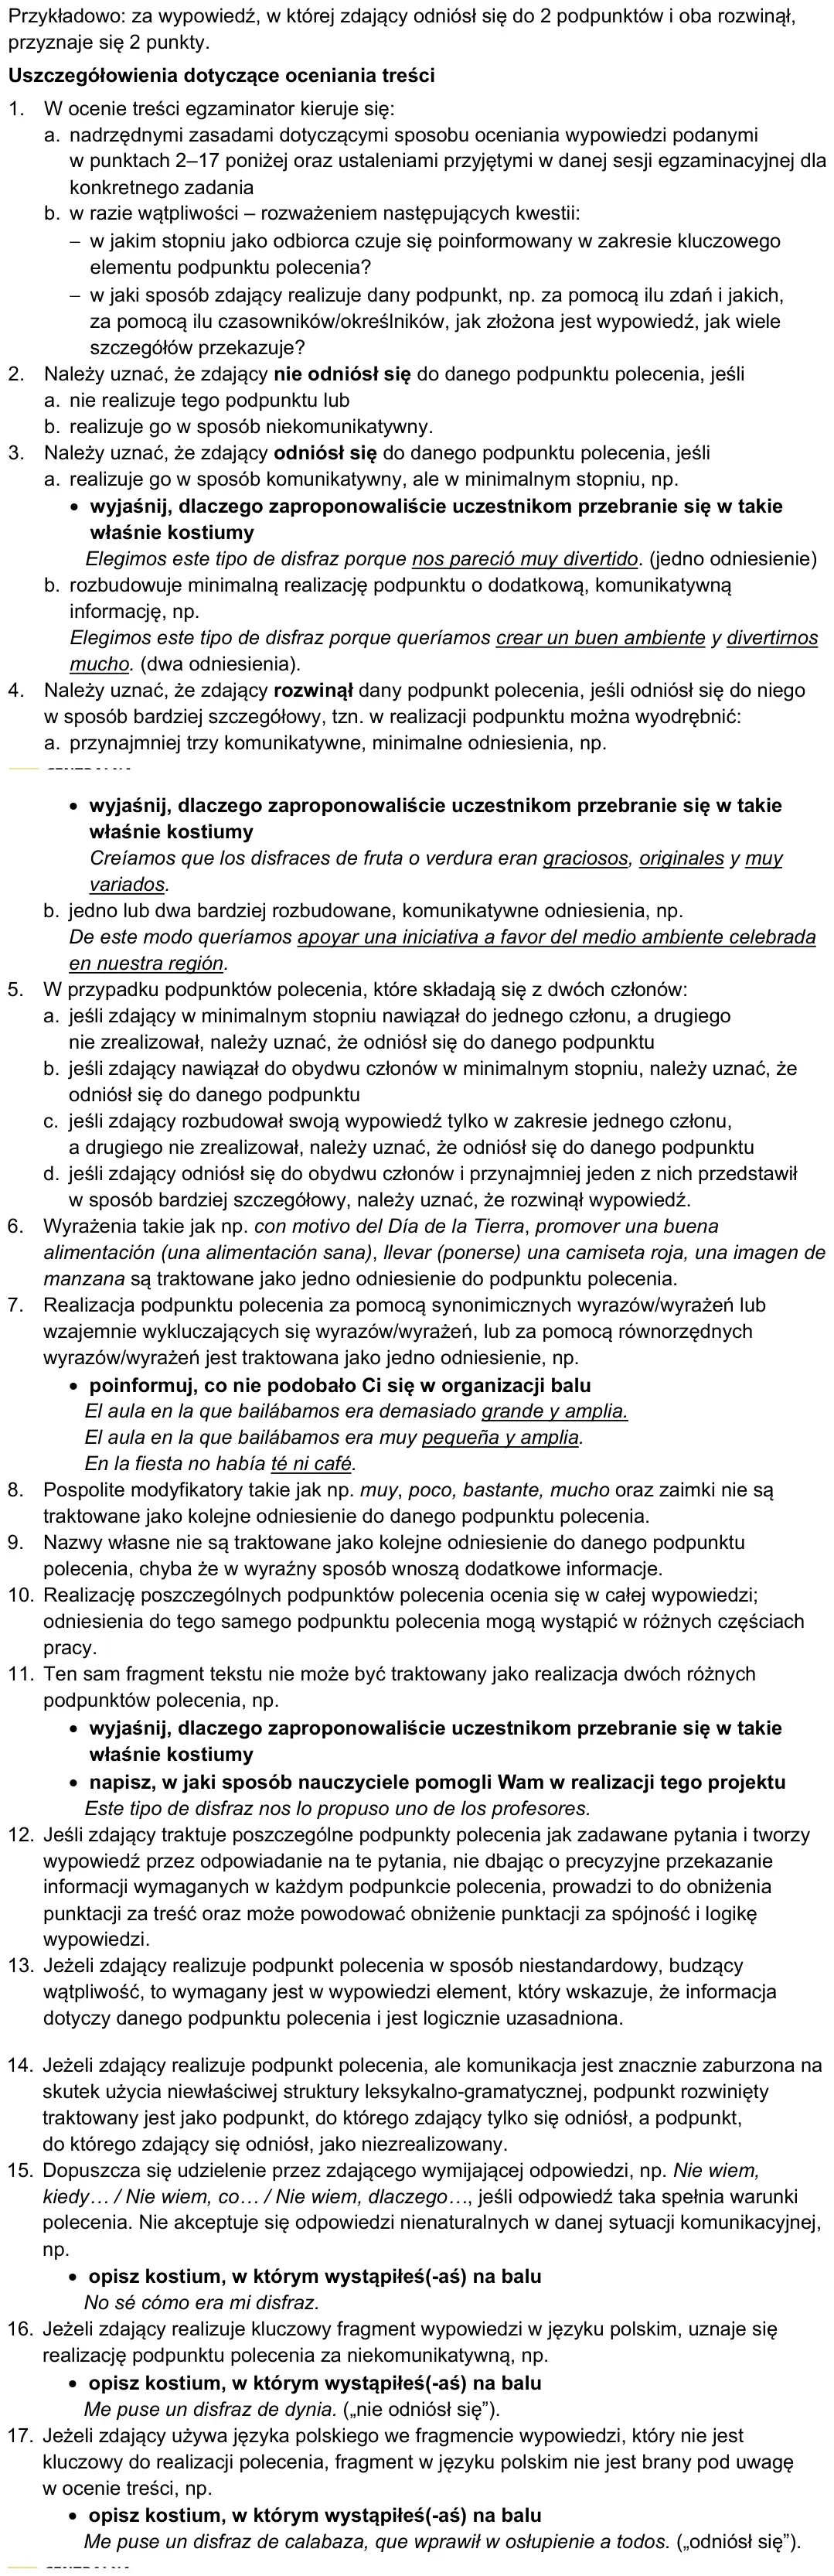 Przykładowo: za wypowiedź, w której zdający odniósł się do 2 podpunktów i oba rozwinął,
przyznaje się 2 punkty.
Uszczegółowienia dotyczące oceniania treści
1. W ocenie treści egzaminator kieruje się:
a. nadrzędnymi zasadami dotyczącymi sposobu oceniania wypowiedzi podanymi
w punktach 2–17 poniżej oraz ustaleniami przyjętymi w danej sesji egzaminacyjnej dla
konkretnego zadania
b. w razie wątpliwości – rozważeniem następujących kwestii:
− w jakim stopniu jako odbiorca czuje się poinformowany w zakresie kluczowego
elementu podpunktu polecenia?
− w jaki sposób zdający realizuje dany podpunkt, np. za pomocą ilu zdań i jakich,
za pomocą ilu czasowników/określników, jak złożona jest wypowiedź, jak wiele
szczegółów przekazuje?
2. Należy uznać, że zdający nie odniósł się do danego podpunktu polecenia, jeśli
a. nie realizuje tego podpunktu lub
b. realizuje go w sposób niekomunikatywny.
3. Należy uznać, że zdający odniósł się do danego podpunktu polecenia, jeśli
a. realizuje go w sposób komunikatywny, ale w minimalnym stopniu, np.
• wyjaśnij, dlaczego zaproponowaliście uczestnikom przebranie się w takie
właśnie kostiumy
Elegimos este tipo de disfraz porque nos pareció muy divertido. (jedno odniesienie)
b. rozbudowuje minimalną realizację podpunktu o dodatkową, komunikatywną
informację, np.
Elegimos este tipo de disfraz porque queríamos crear un buen ambiente y divertirnos
mucho. (dwa odniesienia).
4. Należy uznać, że zdający rozwinął dany podpunkt polecenia, jeśli odniósł się do niego
w sposób bardziej szczegółowy, tzn. w realizacji podpunktu można wyodrębnić:
a. przynajmniej trzy komunikatywne, minimalne odniesienia, np.
• wyjaśnij, dlaczego zaproponowaliście uczestnikom przebranie się w takie
właśnie kostiumy
Creíamos que los disfraces de fruta o verdura eran graciosos, originales y muy
variados.
b. jedno lub dwa bardziej rozbudowane, komunikatywne odniesienia, np.
De este modo queríamos apoyar una iniciativa a favor del medio ambiente celebrada
en nuestra región.
5. W przypadku podpunktów polecenia, które składają się z dwóch członów:
a. jeśli zdający w minimalnym stopniu nawiązał do jednego członu, a drugiego
nie zrealizował, należy uznać, że odniósł się do danego podpunktu
b. jeśli zdający nawiązał do obydwu członów w minimalnym stopniu, należy uznać, że
odniósł się do danego podpunktu
c. jeśli zdający rozbudował swoją wypowiedź tylko w zakresie jednego członu,
a drugiego nie zrealizował, należy uznać, że odniósł się do danego podpunktu
d. jeśli zdający odniósł się do obydwu członów i przynajmniej jeden z nich przedstawił
w sposób bardziej szczegółowy, należy uznać, że rozwinął wypowiedź.
6. Wyrażenia takie jak np. con motivo del Día de la Tierra, promover una buena
alimentación (una alimentación sana), llevar (ponerse) una camiseta roja, una imagen de
manzana są traktowane jako jedno odniesienie do podpunktu polecenia.
7. Realizacja podpunktu polecenia za pomocą synonimicznych wyrazów/wyrażeń lub
wzajemnie wykluczających się wyrazów/wyrażeń, lub za pomocą równorzędnych
wyrazów/wyrażeń jest traktowana jako jedno odniesienie, np.
• poinformuj, co nie podobało Ci się w organizacji balu
El aula en la que bailábamos era demasiado grande y amplia.
El aula en la que bailábamos era muy pequeña y amplia.
En la fiesta no había té ni café.
8. Pospolite modyfikatory takie jak np. muy, poco, bastante, mucho oraz zaimki nie są
traktowane jako kolejne odniesienie do danego podpunktu polecenia.
9. Nazwy własne nie są traktowane jako kolejne odniesienie do danego podpunktu
polecenia, chyba że w wyraźny sposób wnoszą dodatkowe informacje.
10. Realizację poszczególnych podpunktów polecenia ocenia się w całej wypowiedzi;
odniesienia do tego samego podpunktu polecenia mogą wystąpić w różnych częściach
pracy.
11. Ten sam fragment tekstu nie może być traktowany jako realizacja dwóch różnych
podpunktów polecenia, np.
• wyjaśnij, dlaczego zaproponowaliście uczestnikom przebranie się w takie
właśnie kostiumy
• napisz, w jaki sposób nauczyciele pomogli Wam w realizacji tego projektu
Este tipo de disfraz nos lo propuso uno de los profesores.
12. Jeśli zdający traktuje poszczególne podpunkty polecenia jak zadawane pytania i tworzy
wypowiedź przez odpowiadanie na te pytania, nie dbając o precyzyjne przekazanie
informacji wymaganych w każdym podpunkcie polecenia, prowadzi to do obniżenia
punktacji za treść oraz może powodować obniżenie punktacji za spójność i logikę
wypowiedzi.
13. Jeżeli zdający realizuje podpunkt polecenia w sposób niestandardowy, budzący
wątpliwość, to wymagany jest w wypowiedzi element, który wskazuje, że informacja
dotyczy danego podpunktu polecenia i jest logicznie uzasadniona.
14. Jeżeli zdający realizuje podpunkt polecenia, ale komunikacja jest znacznie zaburzona na
skutek użycia niewłaściwej struktury leksykalno-gramatycznej, podpunkt rozwinięty
traktowany jest jako podpunkt, do którego zdający tylko się odniósł, a podpunkt,
do którego zdający się odniósł, jako niezrealizowany.
15. Dopuszcza się udzielenie przez zdającego wymijającej odpowiedzi, np. Nie wiem,
kiedy… / Nie wiem, co… / Nie wiem, dlaczego…, jeśli odpowiedź taka spełnia warunki
polecenia. Nie akceptuje się odpowiedzi nienaturalnych w danej sytuacji komunikacyjnej,
np.
• opisz kostium, w którym wystąpiłeś(-aś) na balu
No sé cómo era mi disfraz.
16. Jeżeli zdający realizuje kluczowy fragment wypowiedzi w języku polskim, uznaje się
realizację podpunktu polecenia za niekomunikatywną, np.
• opisz kostium, w którym wystąpiłeś(-aś) na balu
Me puse un disfraz de dynia. („nie odniósł się”).
17. Jeżeli zdający używa języka polskiego we fragmencie wypowiedzi, który nie jest
kluczowy do realizacji polecenia, fragment w języku polskim nie jest brany pod uwagę
w ocenie treści, np.
• opisz kostium, w którym wystąpiłeś(-aś) na balu
Me puse un disfraz de calabaza, que wprawił w osłupienie a todos. („odniósł się”).